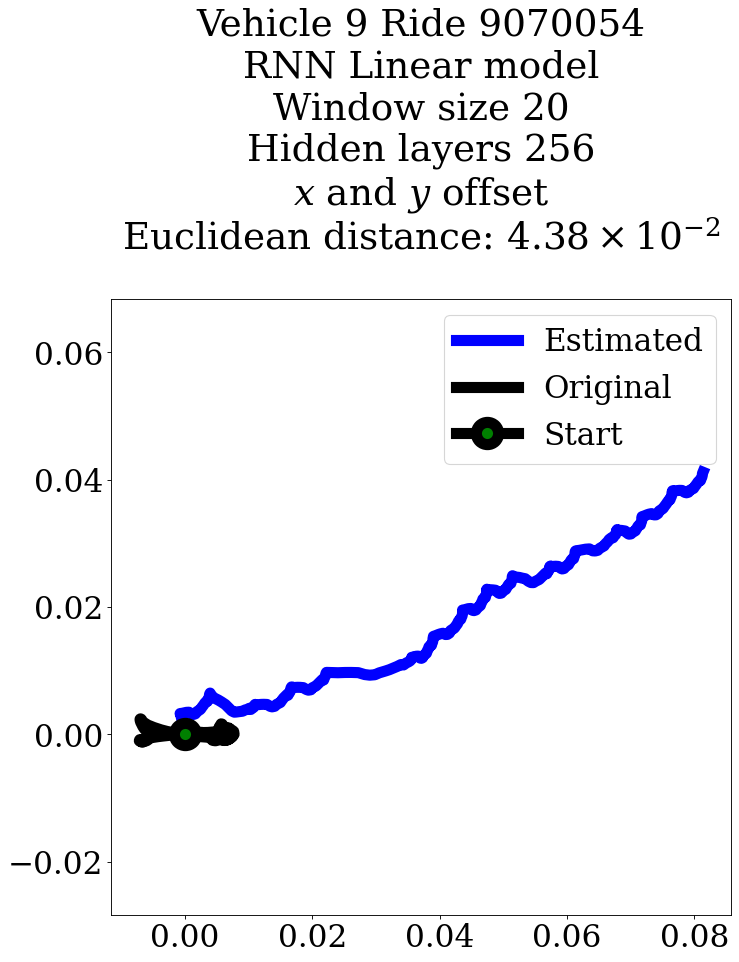 Vehicle 9 Ride 9070054
RNN Linear model
Window size 20
Hidden layers 256
x and y offset
Euclidean distance: 4.38 × 10⁻²
Estimated
Original
Start
0.06
0.04
0.02
0.00
−0.02
0.00 0.02 0.04 0.06 0.08